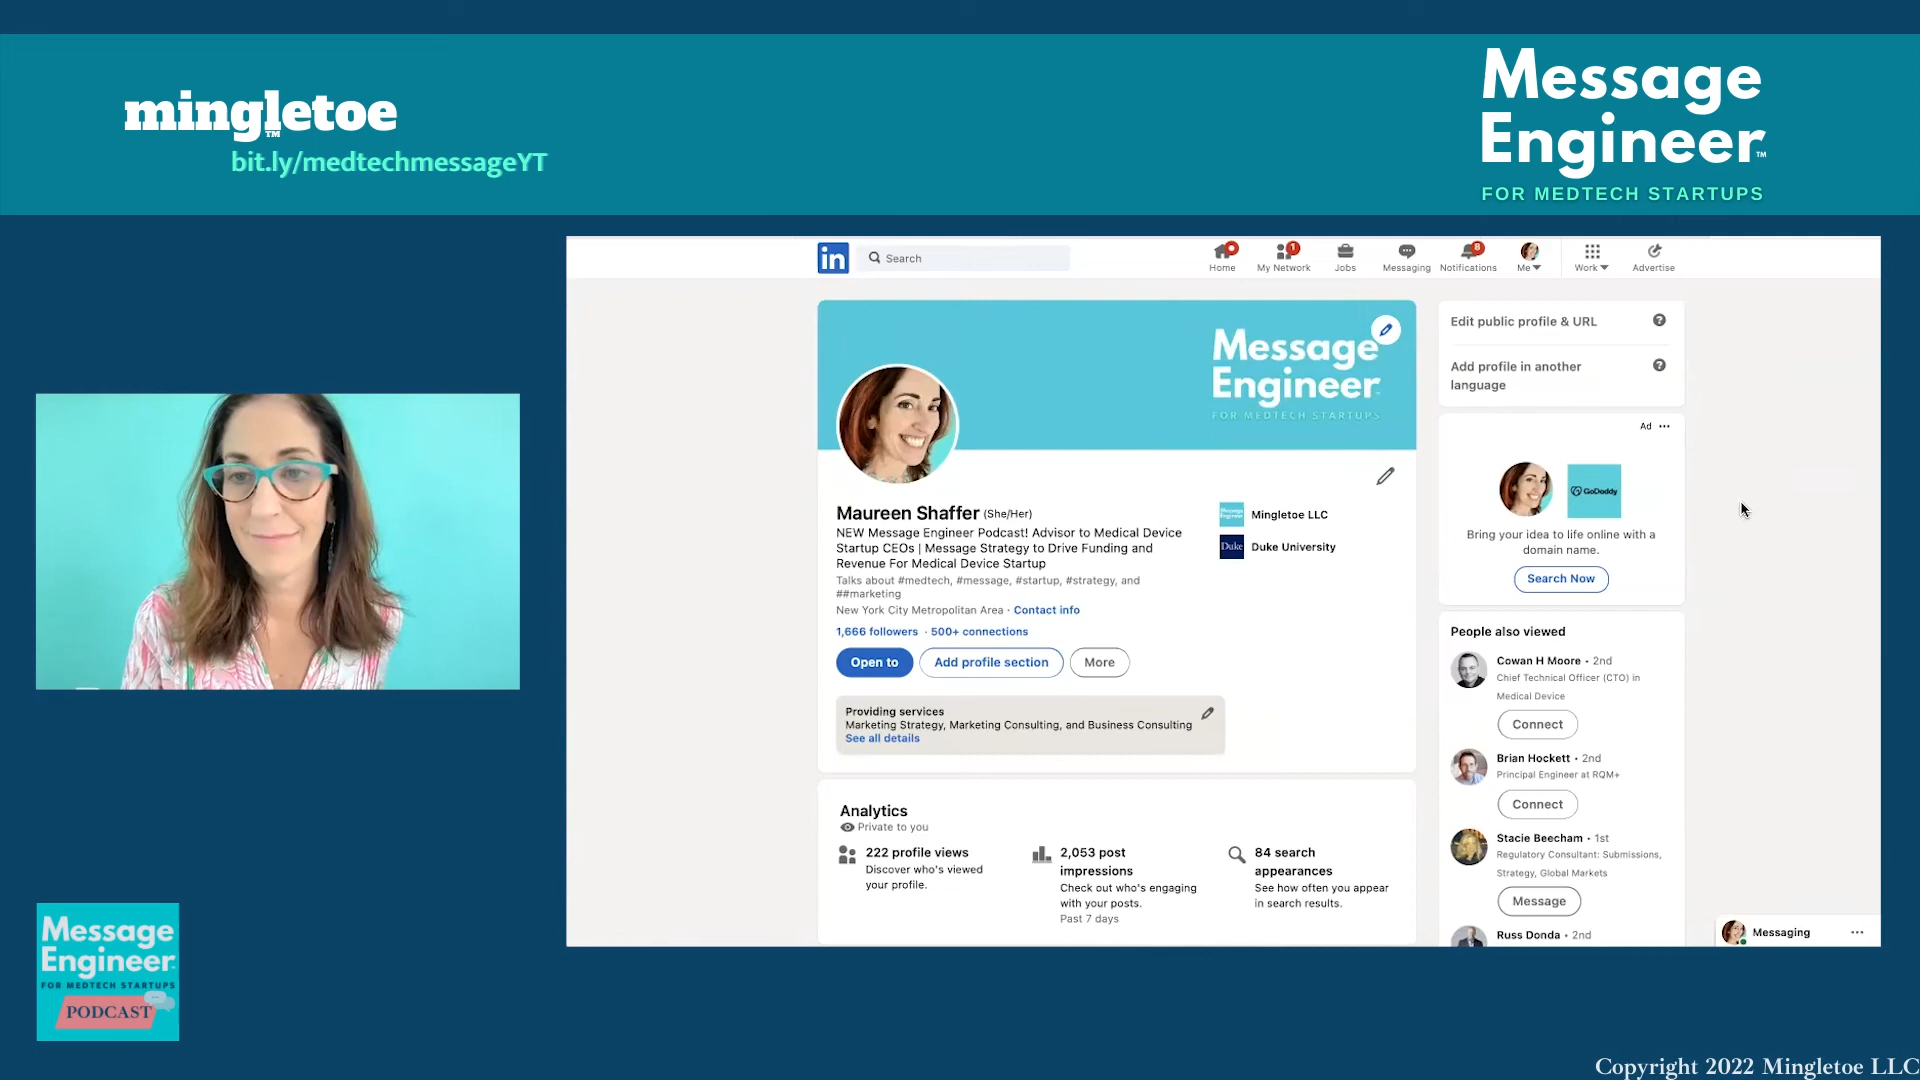 mingletoe
TM
bit.ly/medtechmessageYT
Message
Engineer
TM
FOR MEDTECH STARTUPS
in
Search
Home
My Network
1
Jobs
Messaging
Notifications
8
Me
Work
Advertise
Message
Engineer
FOR MEDTECH STARTUPS
Maureen Shaffer (She/Her)
NEW Message Engineer Podcast! Advisor to Medical Device
Startup CEOs | Message Strategy to Drive Funding and
Revenue For Medical Device Startup
Talks about #medtech, #message, #startup, #strategy, and
##marketing
New York City Metropolitan Area · Contact info
1,666 followers · 500+ connections
Open to
Add profile section
More
Message
Engineer
Mingletoe LLC
Duke
Duke University
Providing services
Marketing Strategy, Marketing Consulting, and Business Consulting
See all details
Analytics
Private to you
222 profile views
Discover who's viewed
your profile.
2,053 post
impressions
Check out who's engaging
with your posts.
Past 7 days
84 search
appearances
See how often you appear
in search results.
Edit public profile & URL
?
Add profile in another
language
?
Ad ···
GoDaddy
Bring your idea to life online with a
domain name.
Search Now
People also viewed
Cowan H Moore · 2nd
Chief Technical Officer (CTO) in
Medical Device
Connect
Brian Hockett · 2nd
Principal Engineer at RQM+
Connect
Stacie Beecham · 1st
Regulatory Consultant: Submissions,
Strategy, Global Markets
Message
Russ Donda · 2nd
Messaging ···
Message
Engineer
FOR MEDTECH STARTUPS
PODCAST
Copyright 2022 Mingletoe LLC